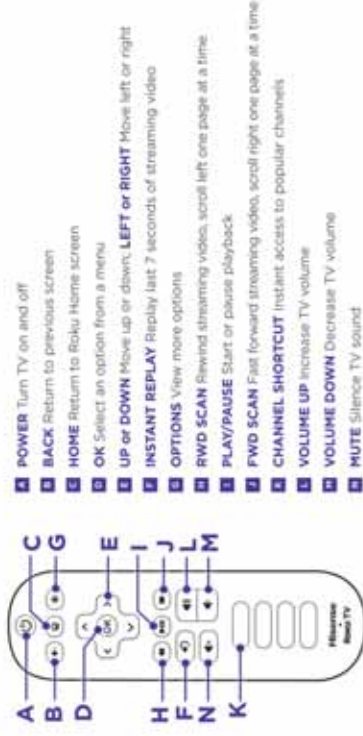 A POWER Turn TV on and off
B BACK Return to previous screen
C HOME Return to Roku Home screen
D OK Select an option from a menu
E UP or DOWN Move up or down, LEFT or RIGHT Move left or right
F INSTANT REPLAY Replay last 7 seconds of streaming video
G OPTIONS View more options
H RWD SCAN Rewind streaming video, scroll left one page at a time
I PLAY/PAUSE Start or pause playback
J FWD SCAN Fast forward streaming video, scroll right one page at a time
K CHANNEL SHORTCUT Instant access to popular channels
L VOLUME UP Increase TV volume
M VOLUME DOWN Decrease TV volume
N MUTE Silence TV sound
A
B
C
G
D
OK
E
I
H
J
F
L
N
M
K
Hisense
Roku TV